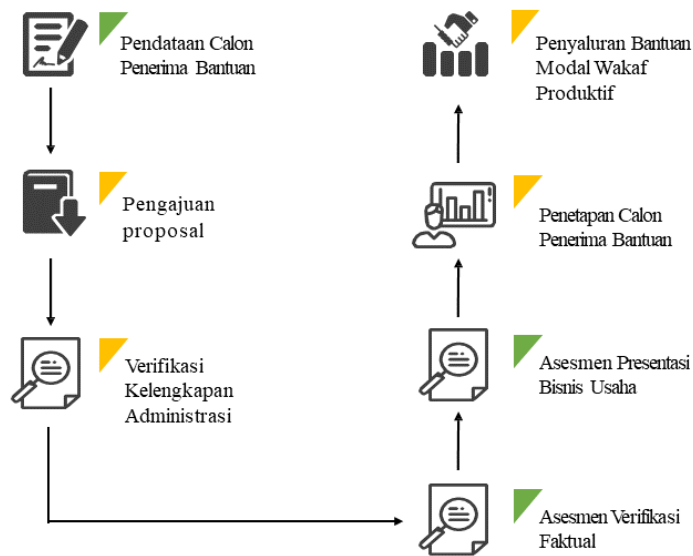 Pendataan Calon
Penerima Bantuan
Pengajuan
proposal
Verifikasi
Kelengkapan
Administrasi
Asesmen Verifikasi
Faktual
Asesmen Presentasi
Bisnis Usaha
Penetapan Calon
Penerima Bantuan
Penyaluran Bantuan
Modal Wakaf
Produktif